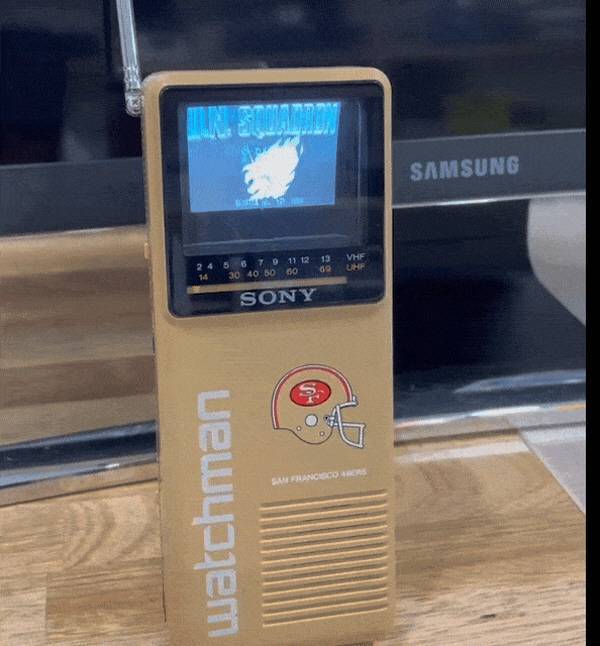 U.N. SQUADRON
SAMSUNG
2 4 5 6 7 9 11 12 13 VHF
14 30 40 50 60 69 UHF
SONY
SF
SAN FRANCISCO 49ERS
watchman